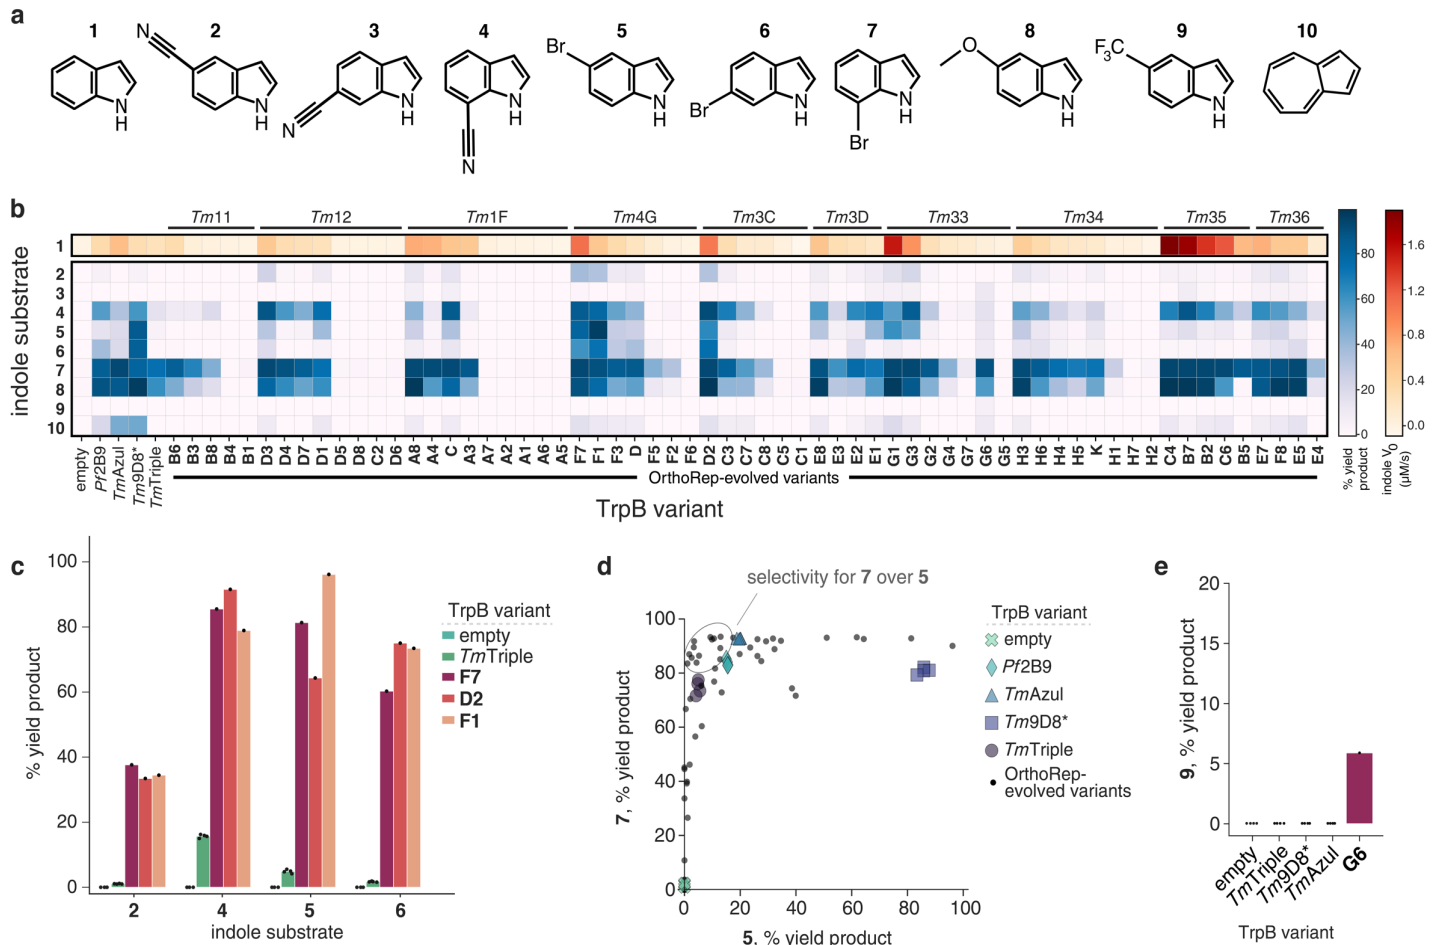 a
1 2 3 4 5 6 7 8 9 10
N
N
N
Br
Br
Br
O
F3C
N
H
N
H
N
H
N
H
N
H
N
H
N
H
N
H
N
H
b
Tm11 Tm12 Tm1F Tm4G Tm3C Tm3D Tm33 Tm34 Tm35 Tm36
indole substrate
1
2
3
4
5
6
7
8
9
10
empty Pf2B9 TmAzul Tm9D8* TmTriple B6 B3 B8 B4 B1 D3 D4 D7 D1 D5 D8 C2 D6 A8 A4 C A3 A7 A2 A1 A6 A5 F7 F1 F3 D F5 F2 F6 D2 C3 C7 C8 C5 C1 E8 E3 E2 E1 G1 G3 G2 G4 G7 G6 G5 H3 H6 H4 H5 K H1 H7 H2 C4 B7 B2 C6 B5 E7 F8 E5 E4
OrthoRep-evolved variants
TrpB variant
80
60
40
20
0
% yield
product
1.6
1.2
0.8
0.4
0.0
indole V0
(μM/s)
c
% yield product
100
80
60
40
20
0
2 4 5 6
indole substrate
TrpB variant
empty
TmTriple
F7
D2
F1
d
selectivity for 7 over 5
7, % yield product
100
80
60
40
20
0
0 20 40 60 80 100
5, % yield product
TrpB variant
empty
Pf2B9
TmAzul
Tm9D8*
TmTriple
OrthoRep-
evolved variants
e
9, % yield product
20
15
10
5
0
empty TmTriple Tm9D8* TmAzul G6
TrpB variant